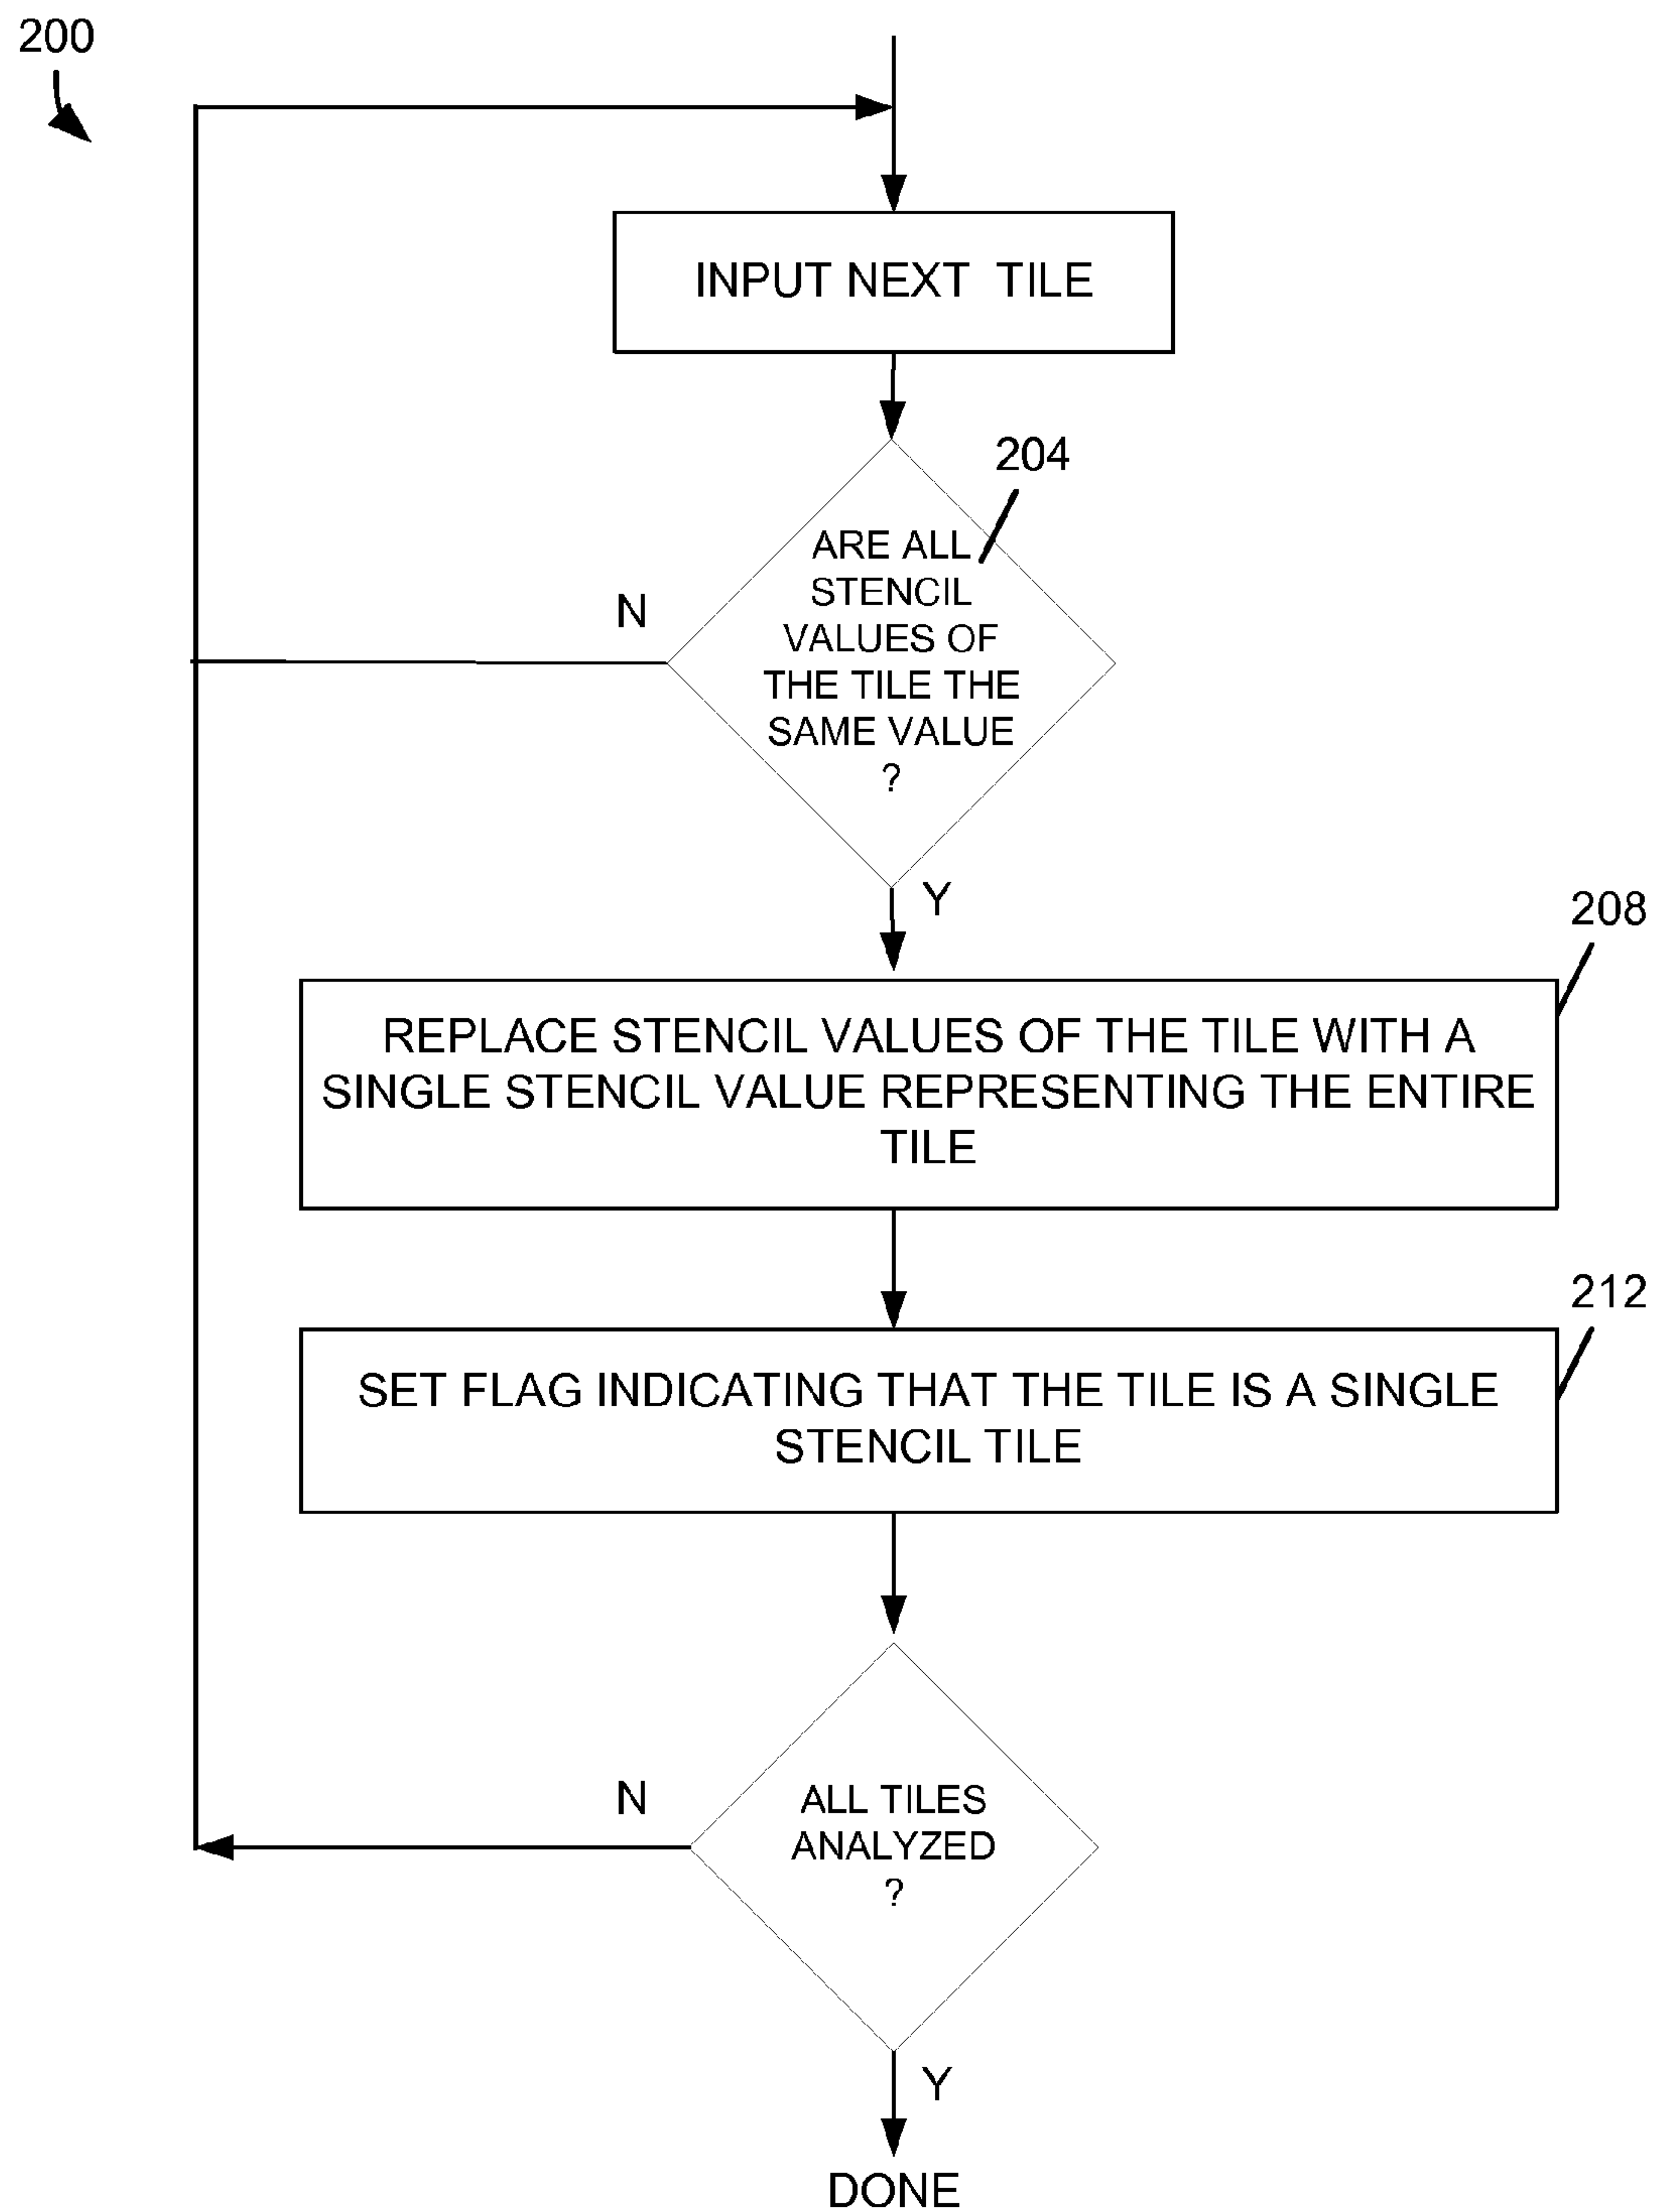 200
INPUT NEXT TILE
204
ARE ALL
STENCIL
VALUES OF
THE TILE THE
SAME VALUE
?
N
Y
208
REPLACE STENCIL VALUES OF THE TILE WITH A
SINGLE STENCIL VALUE REPRESENTING THE ENTIRE
TILE
212
SET FLAG INDICATING THAT THE TILE IS A SINGLE
STENCIL TILE
N
ALL TILES
ANALYZED
?
Y
DONE